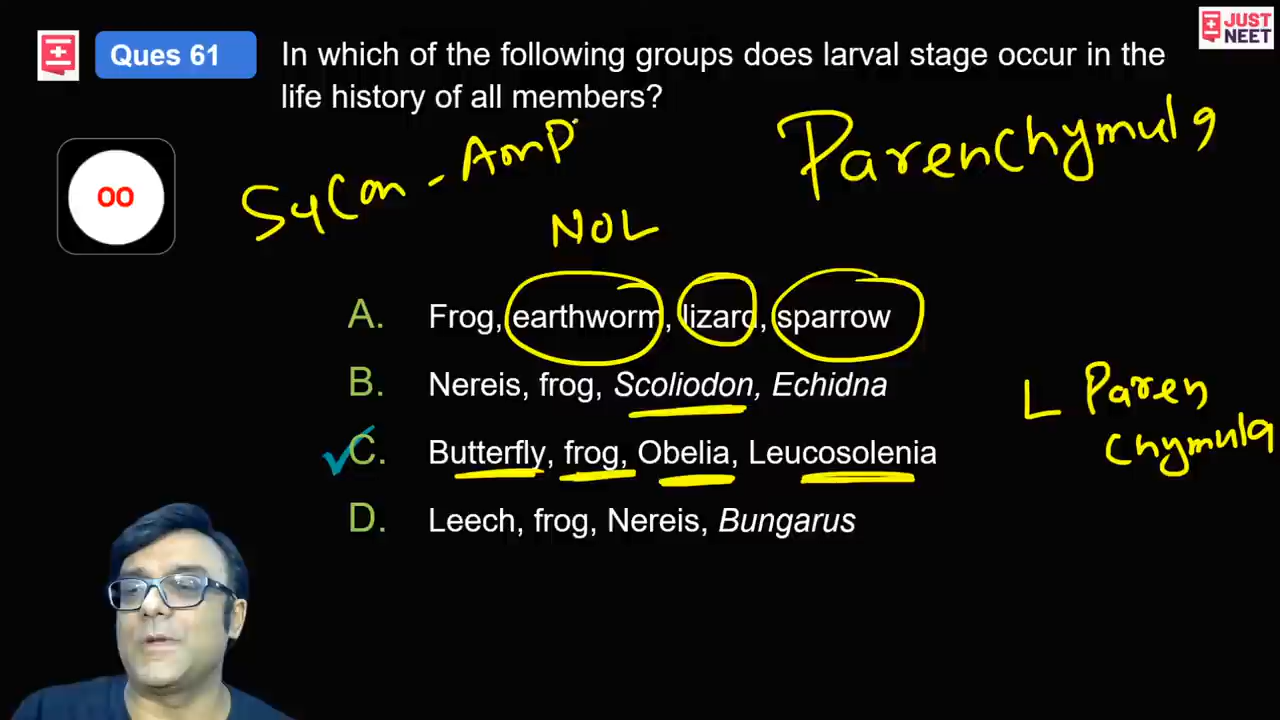 JUST
NEET
Ques 61
In which of the following groups does larval stage occur in the
life history of all members?
Parenchymula
Sycon - Amp
NOL
00
A. Frog, earthworm, lizard, sparrow
B. Nereis, frog, Scoliodon, Echidna
L Paren
chymula
C. Butterfly, frog, Obelia, Leucosolenia
D. Leech, frog, Nereis, Bungarus